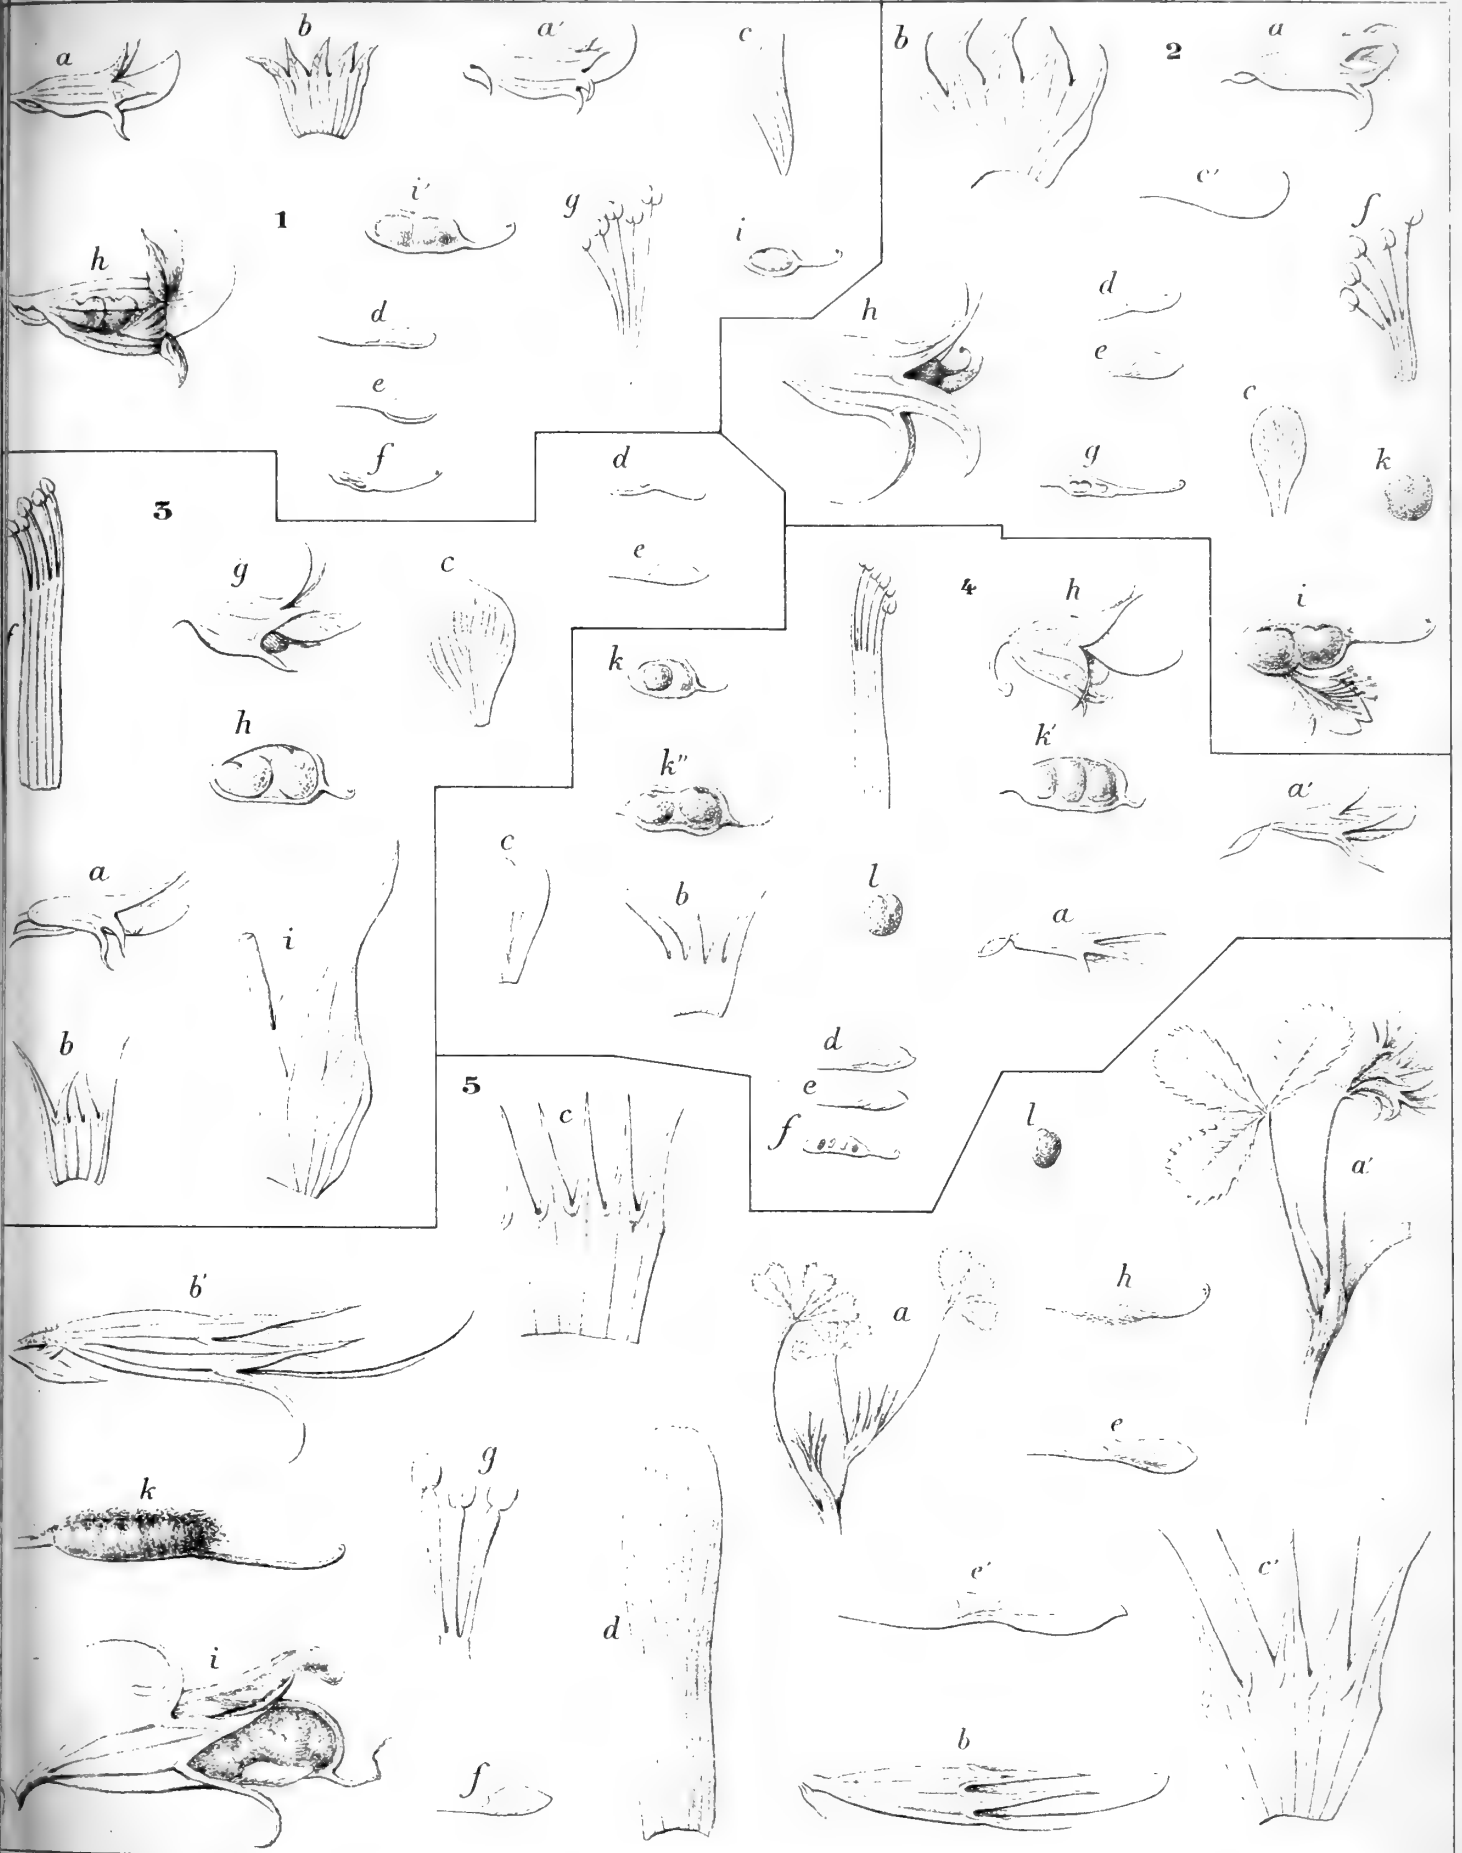 a b a' c
1 i' g i
h d
e
f
b 2 a
c' f
h d
e
c
g k
i
3 d
e
g c
h
f
a i
b
4 h
k
k' a'
k"
c b l a
d
e
f
5 c
l a'
b'
a h
e
k g
e' c'
d
i
f b